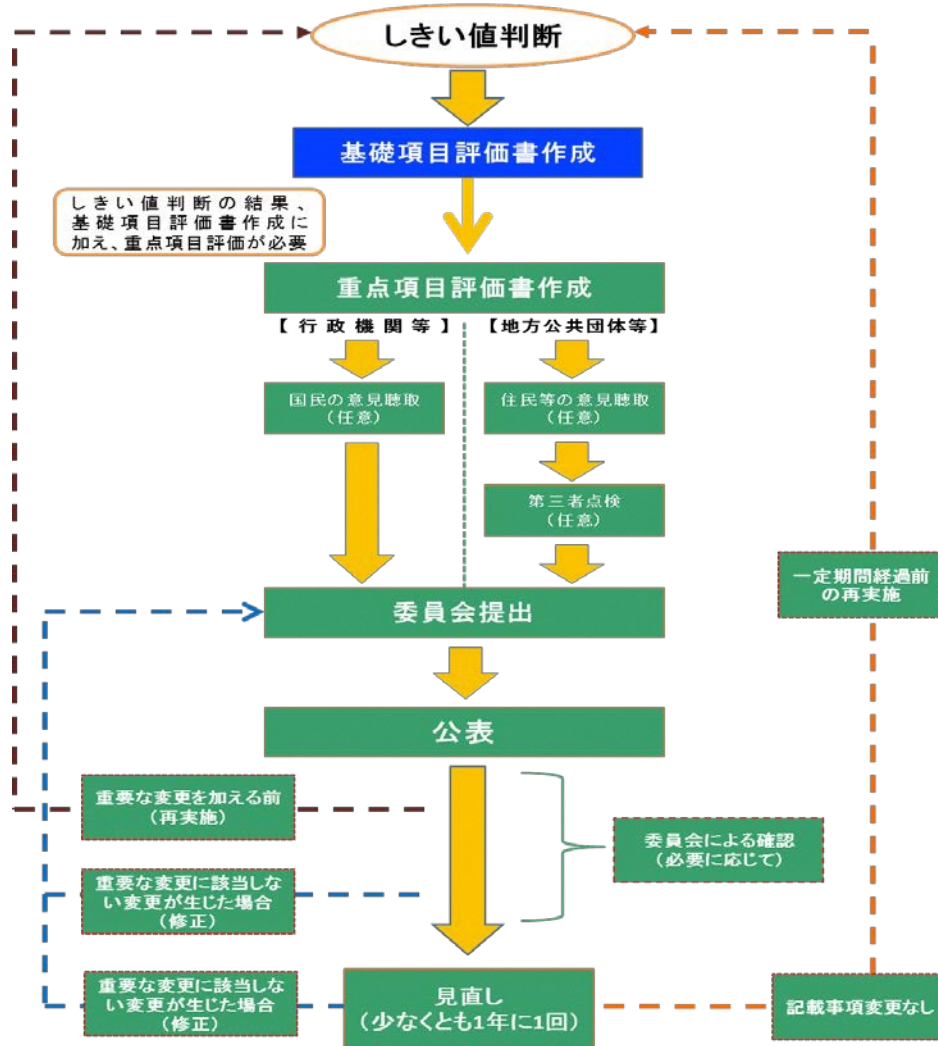 しきい値判断
基礎項目評価書作成
しきい値判断の結果、
基礎項目評価書作成に
加え、重点項目評価が必要
重点項目評価書作成
【行政機関等】
【地方公共団体等】
国民の意見聴取
（任意）
住民等の意見聴取
（任意）
第三者点検
（任意）
一定期間経過前
の再実施
委員会提出
公表
重要な変更を加える前
（再実施）
委員会による確認
（必要に応じて）
重要な変更に該当しな
い変更が生じた場合
（修正）
重要な変更に該当しな
い変更が生じた場合
（修正）
見直し
（少なくとも1年に1回）
記載事項変更なし